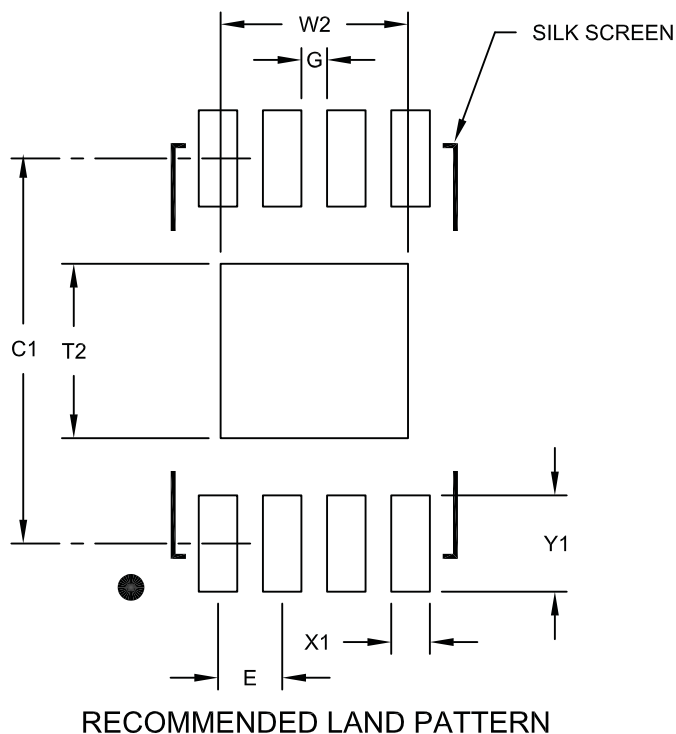 W2
SILK SCREEN
G
C1
T2
Y1
X1
E
RECOMMENDED LAND PATTERN